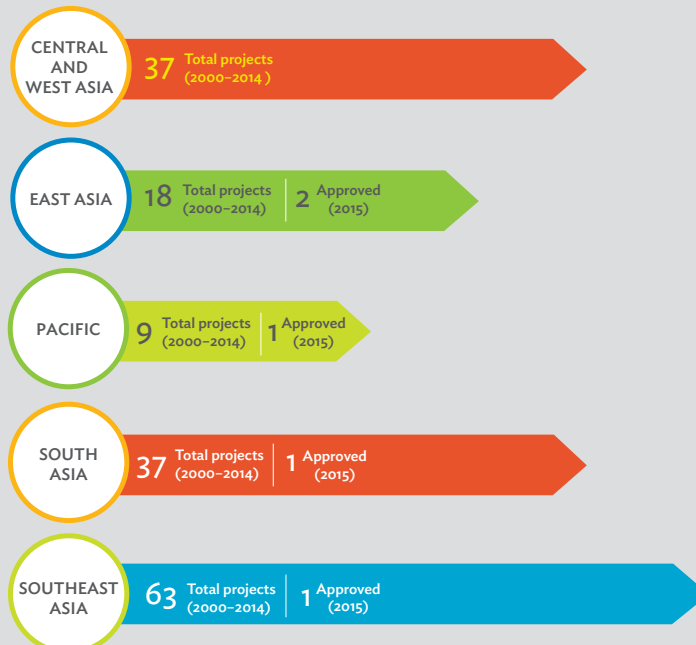 CENTRAL
AND
WEST ASIA
37 Total projects
(2000–2014 )
EAST ASIA
18 Total projects
(2000–2014)
2 Approved
(2015)
PACIFIC
9 Total projects
(2000–2014)
1 Approved
(2015)
SOUTH
ASIA
37 Total projects
(2000–2014)
1 Approved
(2015)
SOUTHEAST
ASIA
63 Total projects
(2000–2014)
1 Approved
(2015)